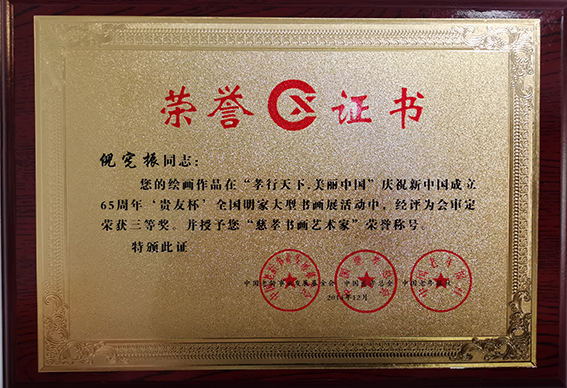 荣誉证书
倪宪振同志：
您的绘画作品在“孝行天下.美丽中国”庆祝新中国成立
65周年‘贵友杯’全国明家大型书画展活动中，经评为会审定
荣获三等奖。并授予您“慈孝书画艺术家”荣誉称号。
特颁此证